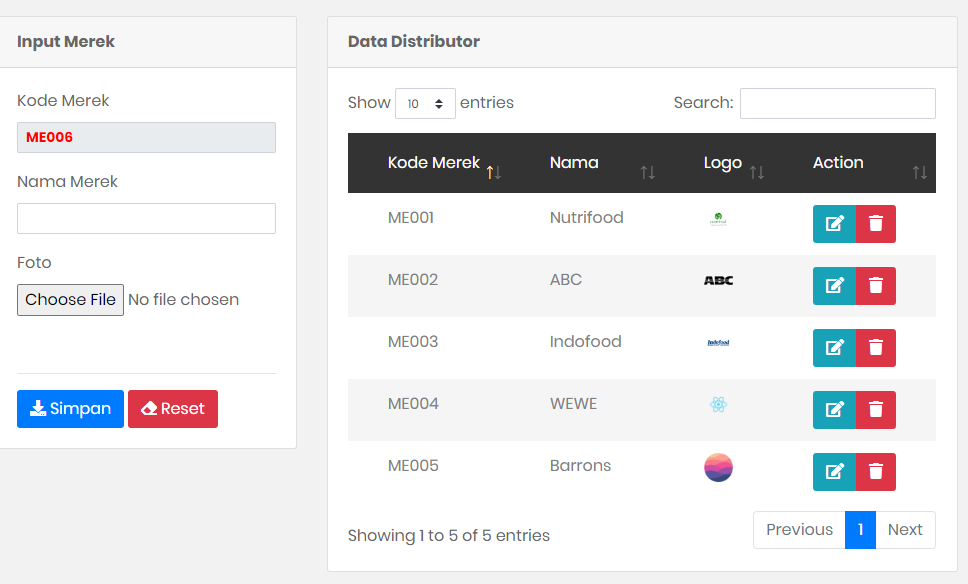 Input Merek
Kode Merek
ME006
Nama Merek
Foto
Choose File No file chosen
Simpan Reset
Data Distributor
Show 10 entries Search:
Kode Merek Nama Logo Action
ME001 Nutrifood
ME002 ABC ABC
ME003 Indofood Indofood
ME004 WEWE
ME005 Barrons
Showing 1 to 5 of 5 entries
Previous 1 Next